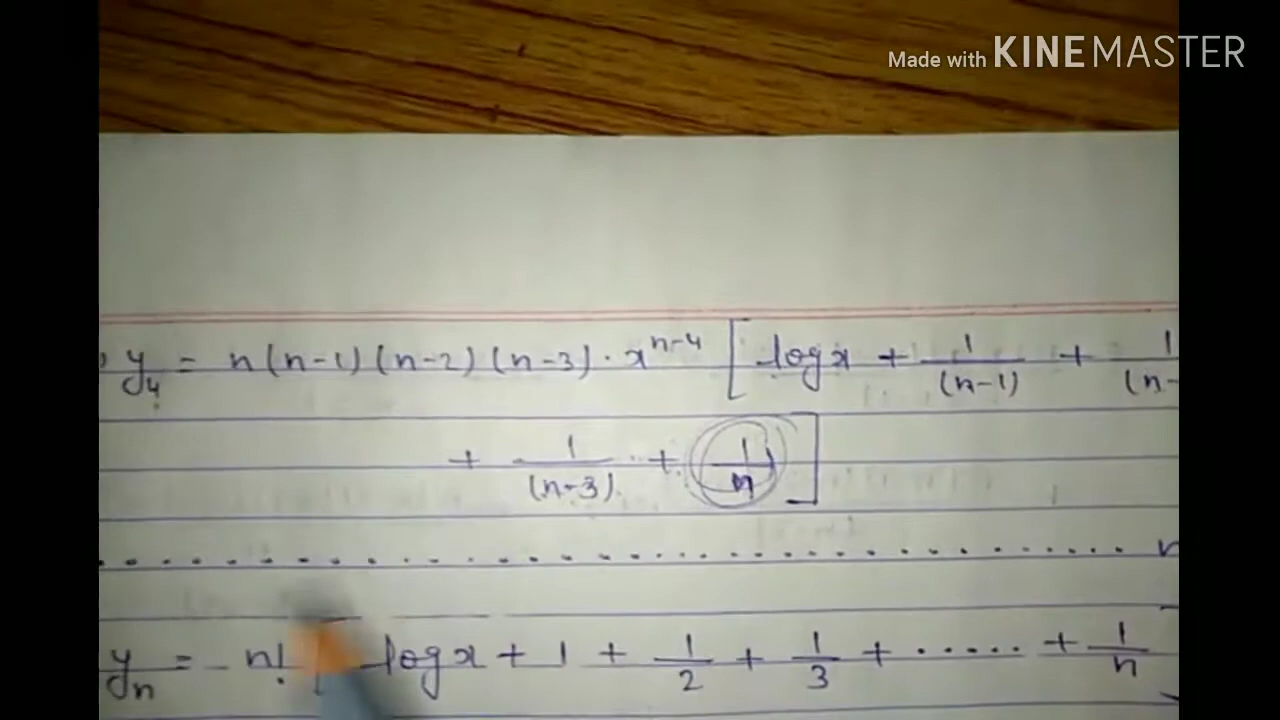 Made with KINEMASTER
, y₄ = n(n-1)(n-2)(n-3)·x^{n-4} [log x + 1/(n-1) + 1/(n-
+ 1/(n-3) + 1/n]
........................................ n
yₙ = n! [log x + 1 + 1/2 + 1/3 + ...... + 1/n